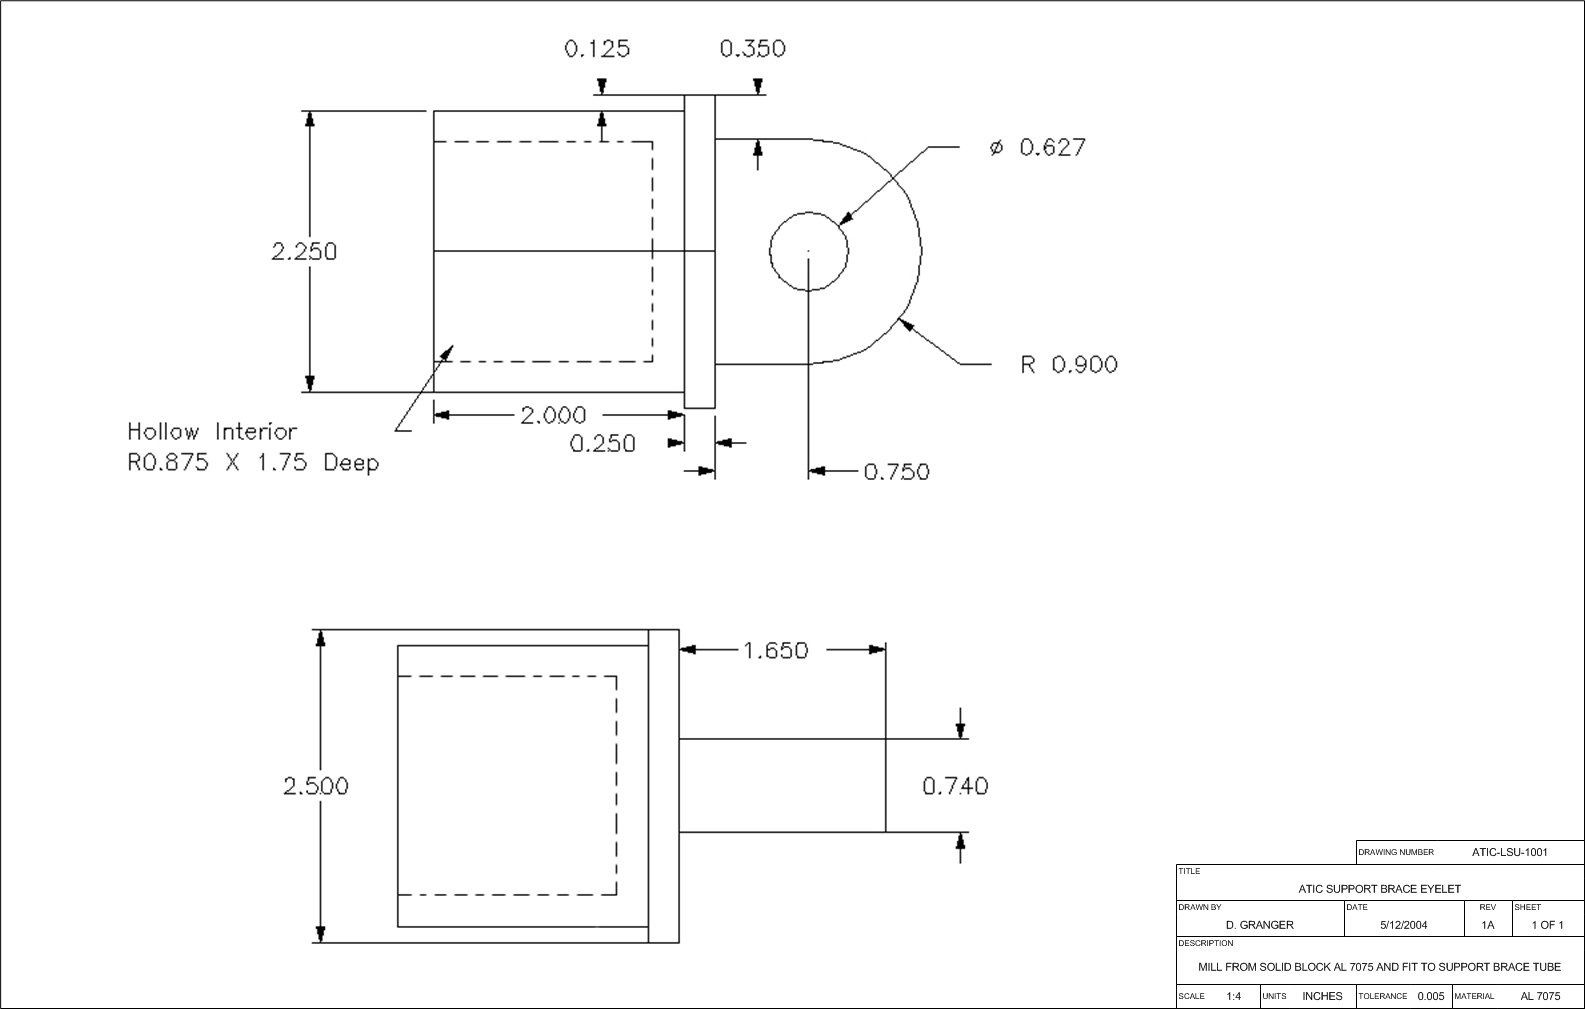 0.125
0.350
ø 0.627
2.250
R 0.900
2.000
0.250
Hollow Interior
R0.875 X 1.75 Deep
0.750
1.650
2.500
0.740
DRAWING NUMBER ATIC-LSU-1001
TITLE
ATIC SUPPORT BRACE EYELET
DRAWN BY DATE REV SHEET
D. GRANGER 5/12/2004 1A 1 OF 1
DESCRIPTION
MILL FROM SOLID BLOCK AL 7075 AND FIT TO SUPPORT BRACE TUBE
SCALE 1:4 UNITS INCHES TOLERANCE 0.005 MATERIAL AL 7075